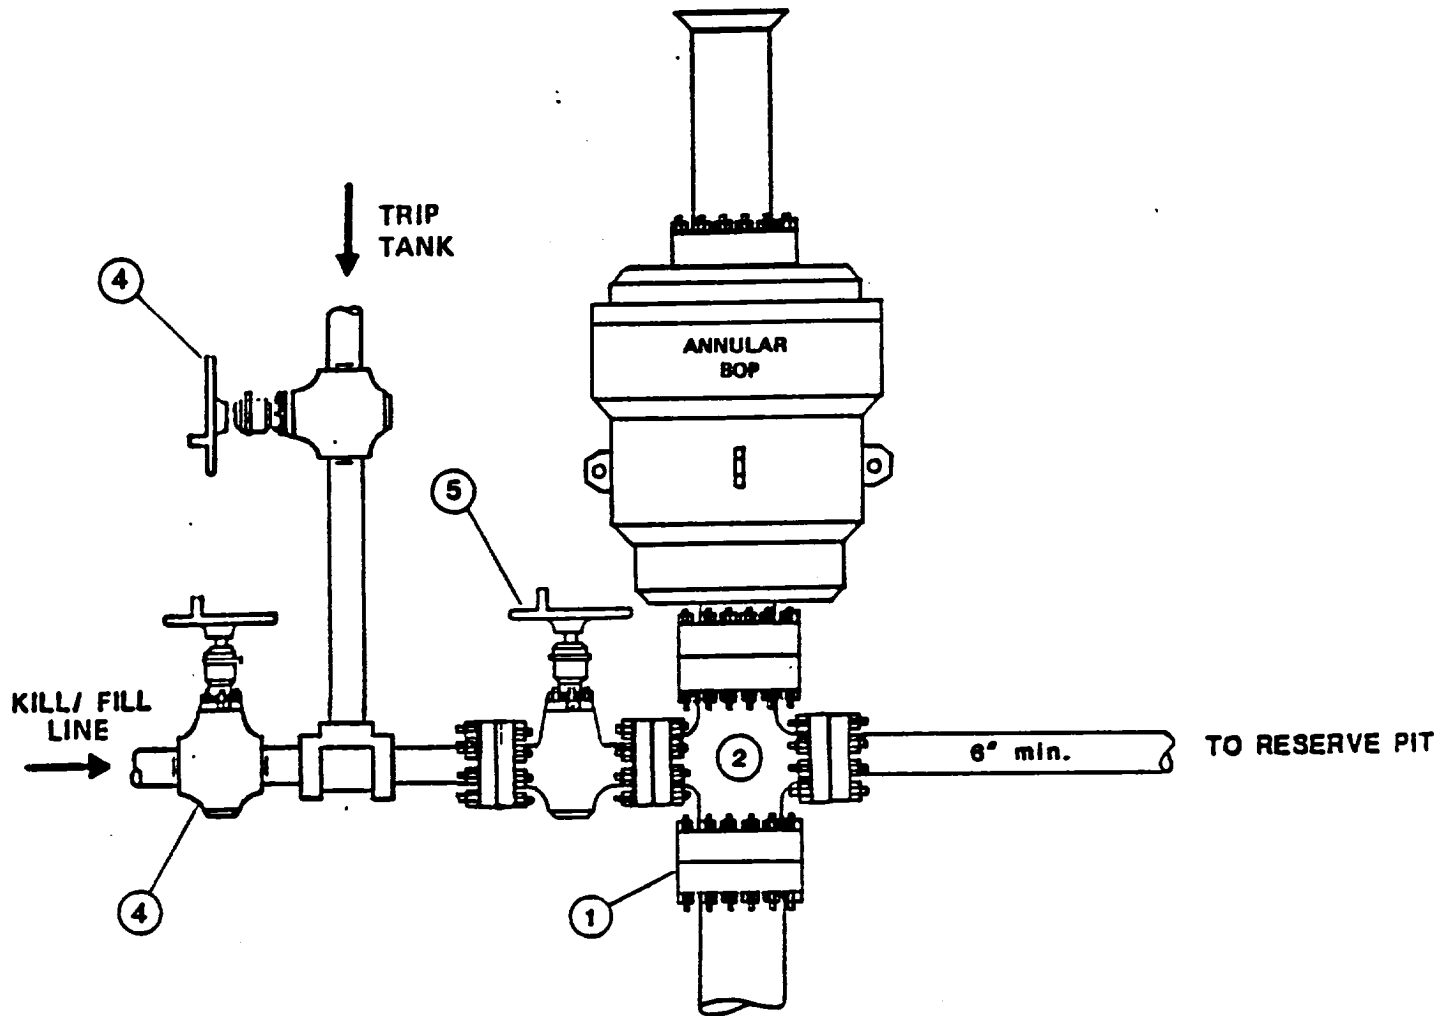 TRIP
TANK
4
ANNULAR
BOP
5
KILL/ FILL
LINE
2
6" min.
TO RESERVE PIT
4
1